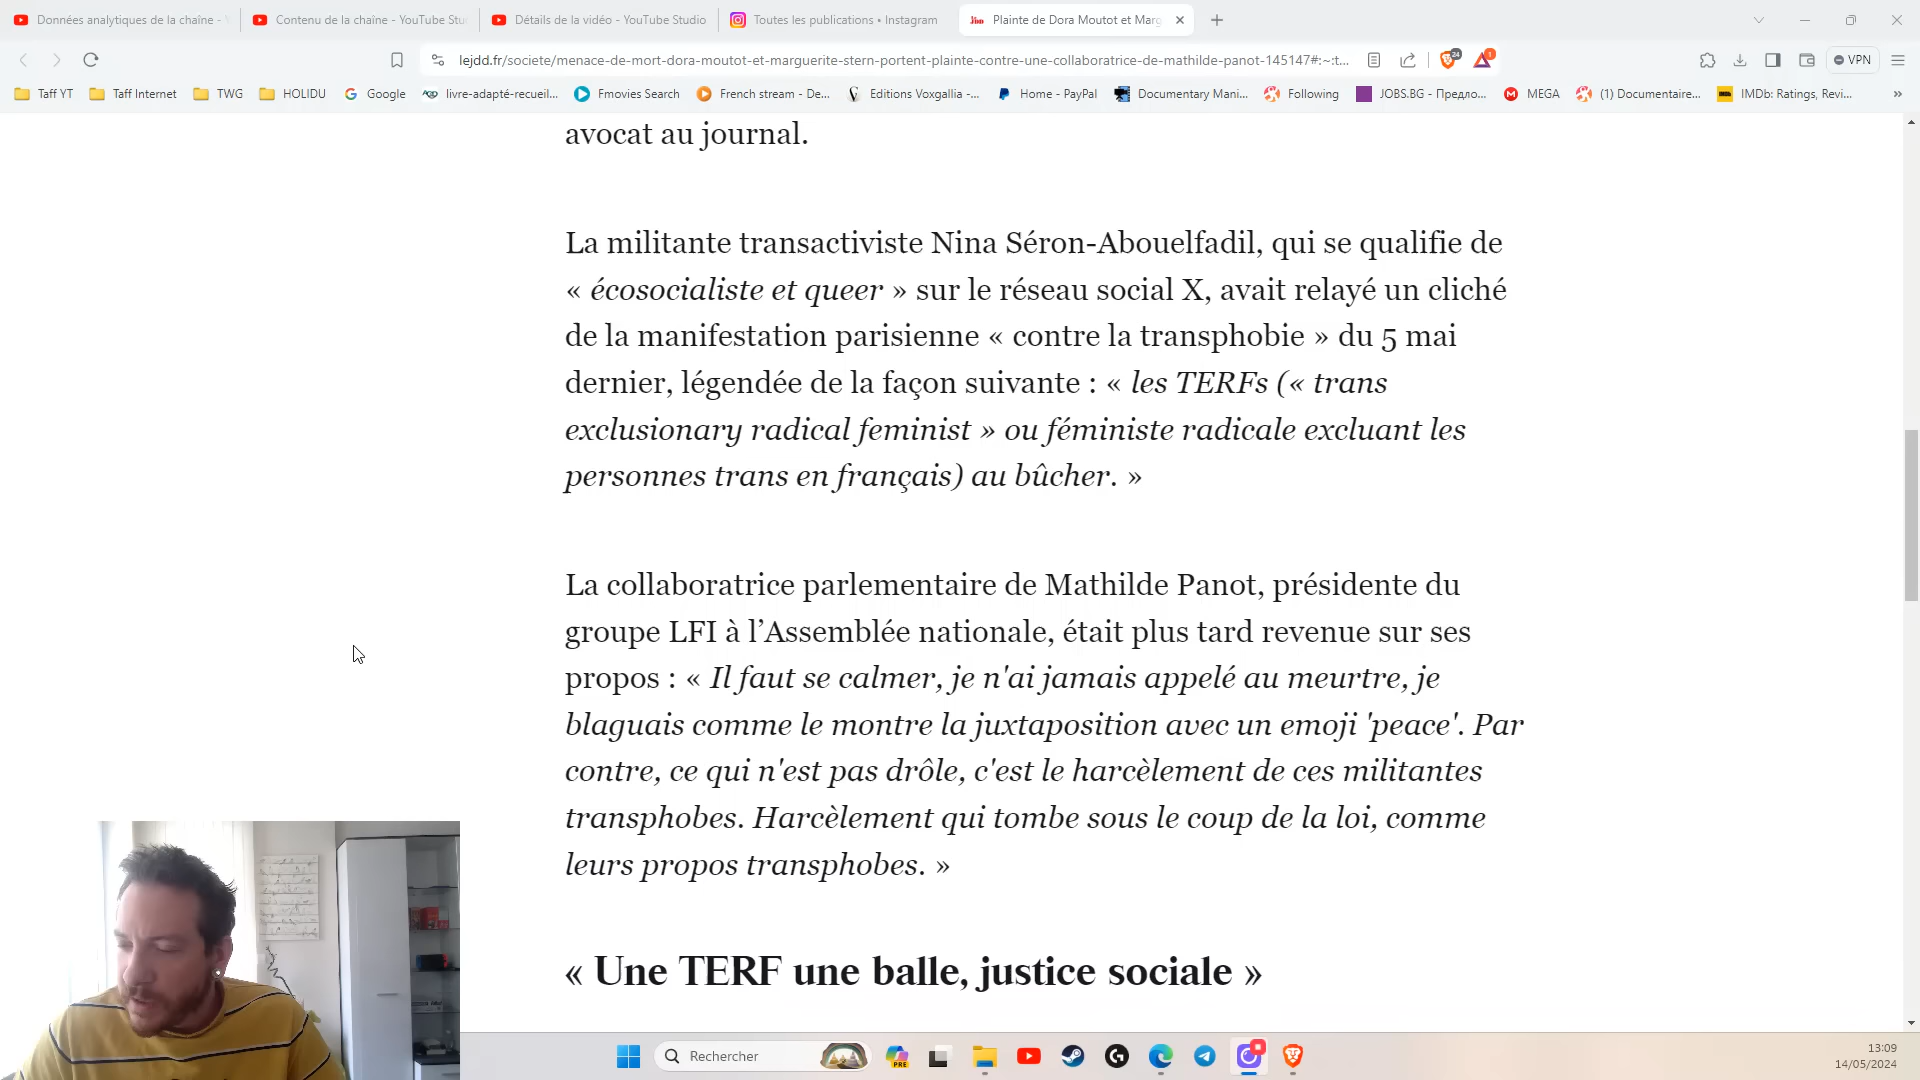 Données analytiques de la chaîne - Y
Contenu de la chaîne - YouTube Stu
Détails de la vidéo - YouTube Studio
Toutes les publications • Instagram
Plainte de Dora Moutot et Marg
lejdd.fr/societe/menace-de-mort-dora-moutot-et-marguerite-stern-portent-plainte-contre-une-collaboratrice-de-mathilde-panot-145147#:~:t...
24
1
VPN
Taff YT
Taff Internet
TWG
HOLIDU
Google
livre-adapté-recueil...
Fmovies Search
French stream - De...
Editions Voxgallia -...
Home - PayPal
Documentary Mani...
Following
JOBS.BG - Предло...
MEGA
(1) Documentaire...
IMDb: Ratings, Revi...
avocat au journal.
La militante transactiviste Nina Séron-Abouelfadil, qui se qualifie de
« écosocialiste et queer » sur le réseau social X, avait relayé un cliché
de la manifestation parisienne « contre la transphobie » du 5 mai
dernier, légendée de la façon suivante : « les TERFs (« trans
exclusionary radical feminist » ou féministe radicale excluant les
personnes trans en français) au bûcher. »
La collaboratrice parlementaire de Mathilde Panot, présidente du
groupe LFI à l’Assemblée nationale, était plus tard revenue sur ses
propos : « Il faut se calmer, je n'ai jamais appelé au meurtre, je
blaguais comme le montre la juxtaposition avec un emoji 'peace'. Par
contre, ce qui n'est pas drôle, c'est le harcèlement de ces militantes
transphobes. Harcèlement qui tombe sous le coup de la loi, comme
leurs propos transphobes. »
« Une TERF une balle, justice sociale »
Rechercher
PRE
13:09
14/05/2024